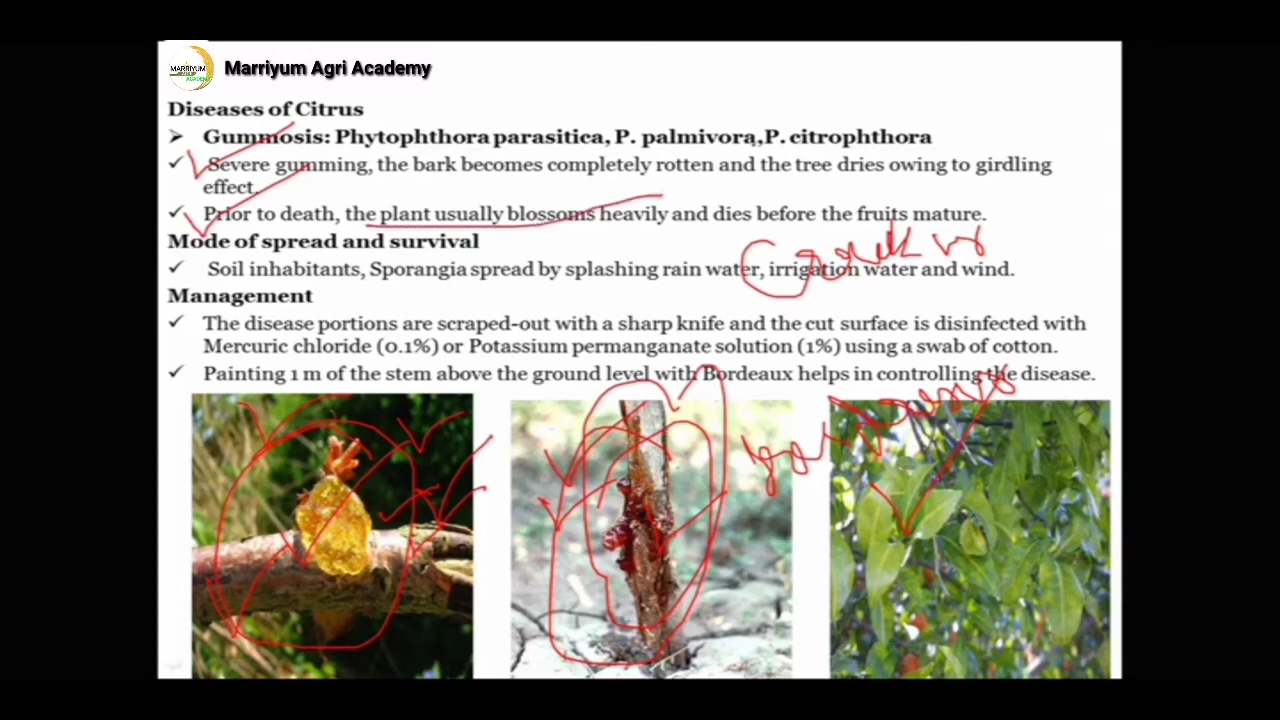 MARRIYUM
ACADEMY
Marriyum Agri Academy
Diseases of Citrus
➢ Gummosis: Phytophthora parasitica, P. palmivora,,P. citrophthora
✓ Severe gumming, the bark becomes completely rotten and the tree dries owing to girdling
effect.
✓ Prior to death, the plant usually blossoms heavily and dies before the fruits mature.
Mode of spread and survival
✓ Soil inhabitants, Sporangia spread by splashing rain water, irrigation water and wind.
Management
✓ The disease portions are scraped-out with a sharp knife and the cut surface is disinfected with
Mercuric chloride (0.1%) or Potassium permanganate solution (1%) using a swab of cotton.
✓ Painting 1 m of the stem above the ground level with Bordeaux helps in controlling the disease.